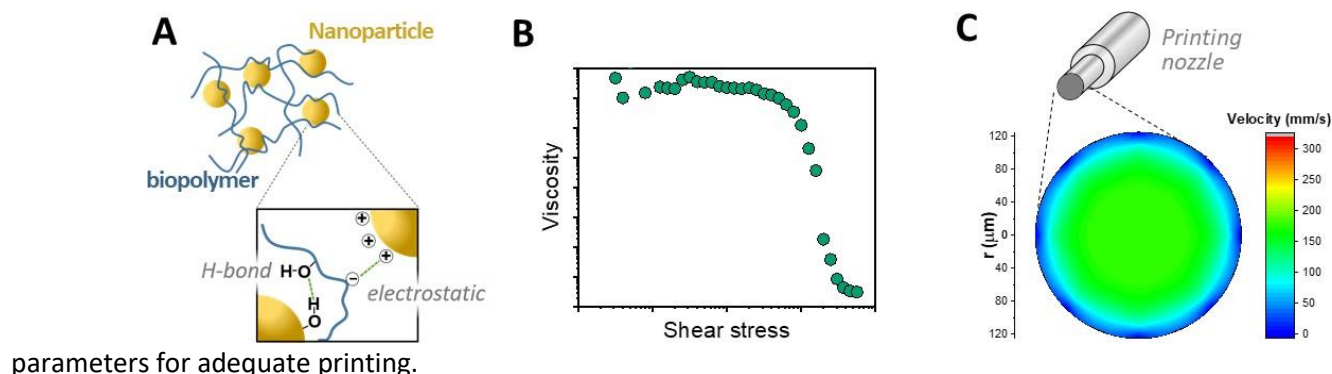 A
Nanoparticle
biopolymer
H-bond
H-O
H
O
electrostatic
+
+
+
−
B
Viscosity
Shear stress
C
Printing
nozzle
Velocity (mm/s)
300
250
200
150
100
50
0
r (μm)
120
80
40
0
40
80
120
parameters for adequate printing.